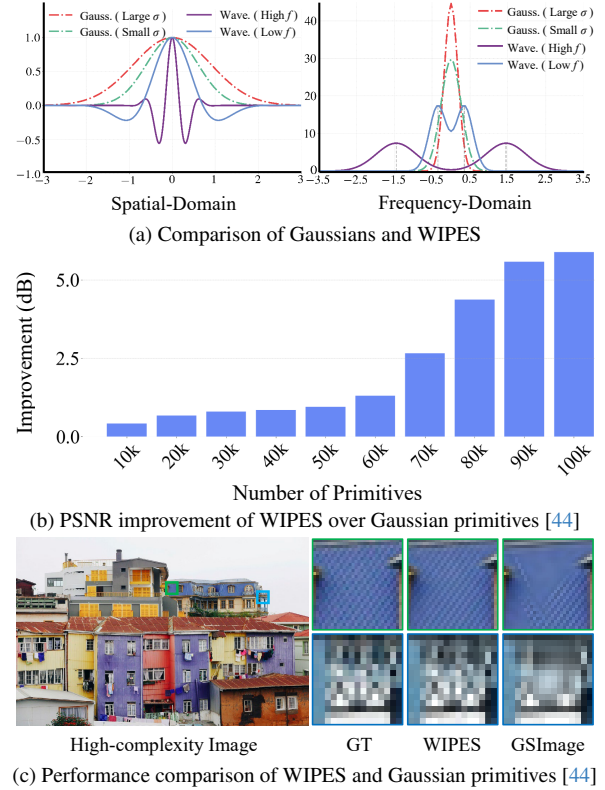 Gauss. ( Large σ )
Gauss. ( Small σ )
Wave. ( High f )
Wave. ( Low f )
1.0
0.5
0.0
−0.5
−1.0
−3 −2 −1 0 1 2 3
Spatial-Domain
Gauss. ( Large σ )
Gauss. ( Small σ )
Wave. ( High f )
Wave. ( Low f )
40
30
20
10
0
−3.5 −2.5 −1.5 −0.5 0.5 1.5 2.5 3.5
Frequency-Domain
(a) Comparison of Gaussians and WIPES
Improvement (dB)
5.0
2.5
0.0
10k 20k 30k 40k 50k 60k 70k 80k 90k 100k
Number of Primitives
(b) PSNR improvement of WIPES over Gaussian primitives [44]
High-complexity Image GT WIPES GSImage
(c) Performance comparison of WIPES and Gaussian primitives [44]